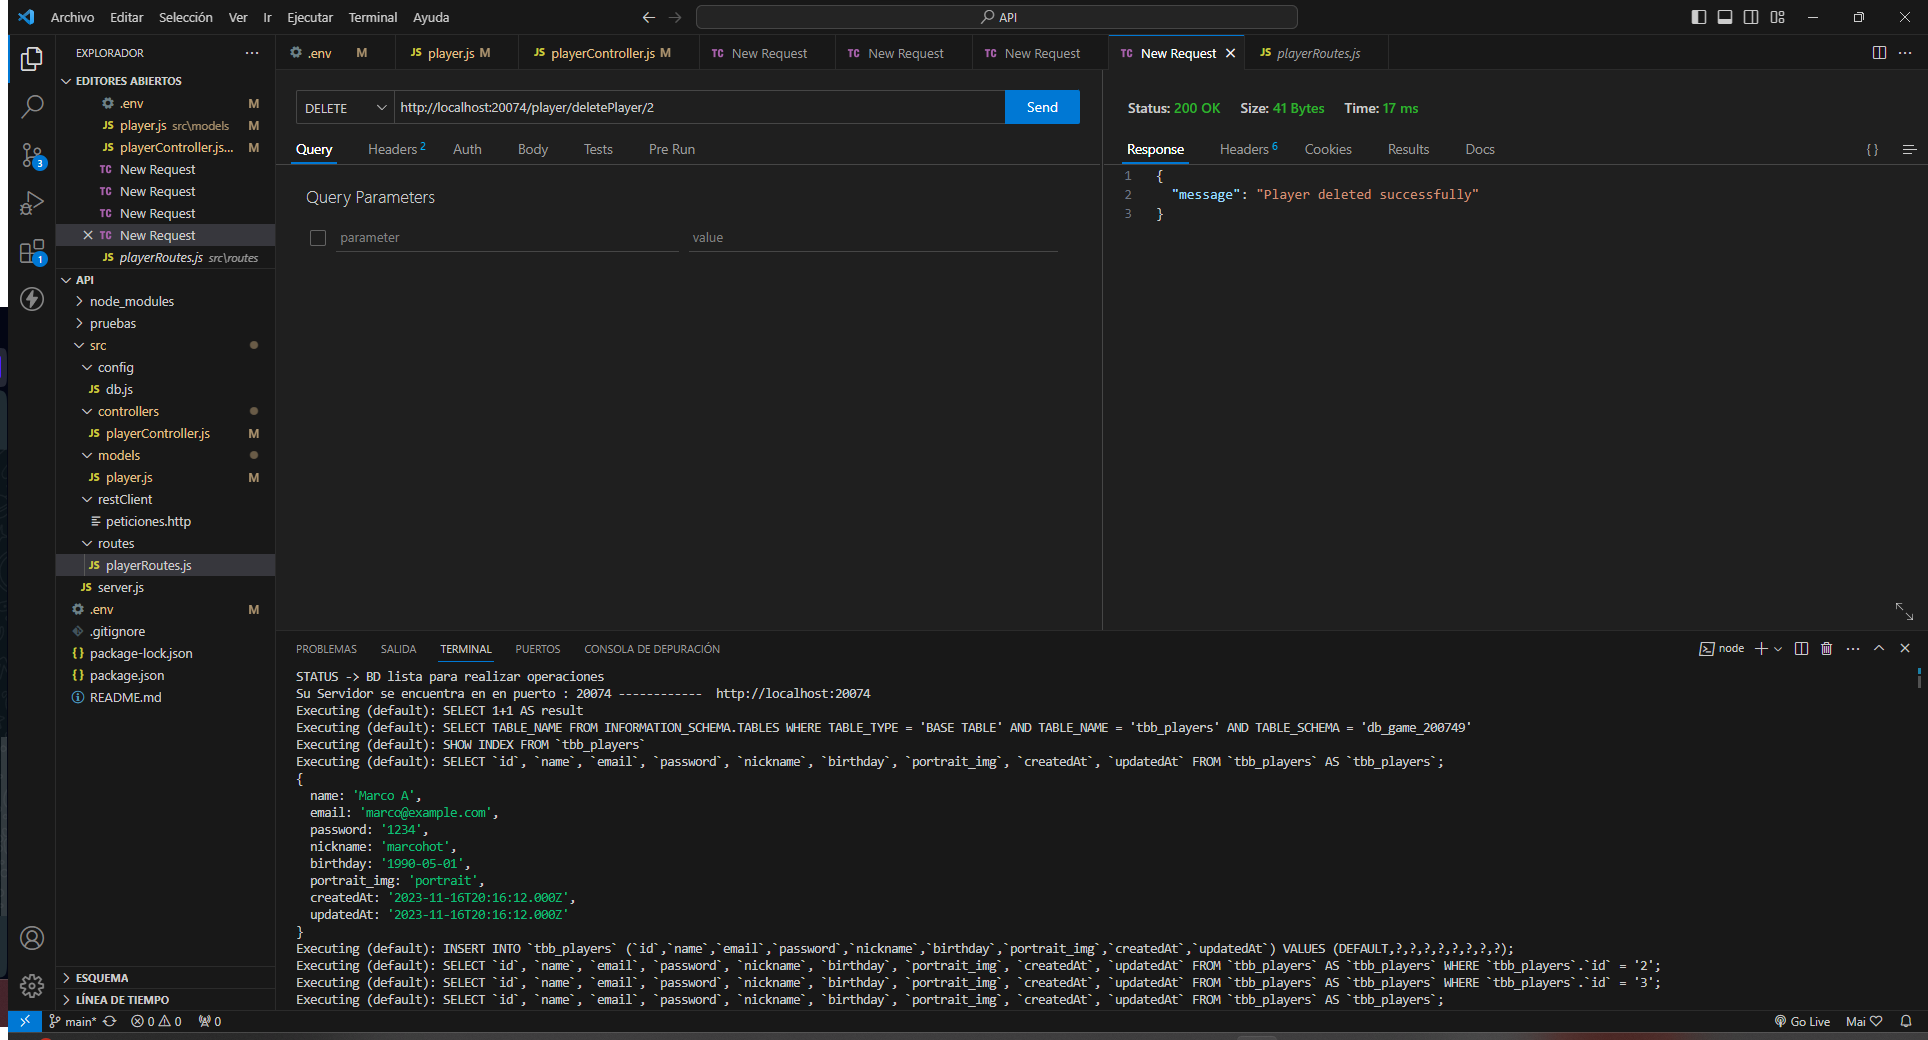 Archivo Editar Selección Ver Ir Ejecutar Terminal Ayuda
API
EXPLORADOR
EDITORES ABIERTOS
.env M
JS player.js src\models M
JS playerController.js... M
TC New Request
TC New Request
TC New Request
TC New Request
JS playerRoutes.js src\routes
API
node_modules
pruebas
src
config
JS db.js
controllers
JS playerController.js M
models
JS player.js M
restClient
peticiones.http
routes
JS playerRoutes.js
JS server.js
.env M
.gitignore
{} package-lock.json
{} package.json
README.md
ESQUEMA
LÍNEA DE TIEMPO
3
1
.env M
JS player.js M
JS playerController.js M
TC New Request
TC New Request
TC New Request
TC New Request
JS playerRoutes.js
DELETE http://localhost:20074/player/deletePlayer/2 Send
Query Headers 2 Auth Body Tests Pre Run
Query Parameters
parameter value
Status: 200 OK Size: 41 Bytes Time: 17 ms
Response Headers 6 Cookies Results Docs {}
1 {
2 "message": "Player deleted successfully"
3 }
PROBLEMAS SALIDA TERMINAL PUERTOS CONSOLA DE DEPURACIÓN
node
STATUS -> BD lista para realizar operaciones
Su Servidor se encuentra en en puerto : 20074 ------------ http://localhost:20074
Executing (default): SELECT 1+1 AS result
Executing (default): SELECT TABLE_NAME FROM INFORMATION_SCHEMA.TABLES WHERE TABLE_TYPE = 'BASE TABLE' AND TABLE_NAME = 'tbb_players' AND TABLE_SCHEMA = 'db_game_200749'
Executing (default): SHOW INDEX FROM `tbb_players`
Executing (default): SELECT `id`, `name`, `email`, `password`, `nickname`, `birthday`, `portrait_img`, `createdAt`, `updatedAt` FROM `tbb_players` AS `tbb_players`;
{
name: 'Marco A',
email: 'marco@example.com',
password: '1234',
nickname: 'marcohot',
birthday: '1990-05-01',
portrait_img: 'portrait',
createdAt: '2023-11-16T20:16:12.000Z',
updatedAt: '2023-11-16T20:16:12.000Z'
}
Executing (default): INSERT INTO `tbb_players` (`id`,`name`,`email`,`password`,`nickname`,`birthday`,`portrait_img`,`createdAt`,`updatedAt`) VALUES (DEFAULT,?,?,?,?,?,?,?,?);
Executing (default): SELECT `id`, `name`, `email`, `password`, `nickname`, `birthday`, `portrait_img`, `createdAt`, `updatedAt` FROM `tbb_players` AS `tbb_players` WHERE `tbb_players`.`id` = '2';
Executing (default): SELECT `id`, `name`, `email`, `password`, `nickname`, `birthday`, `portrait_img`, `createdAt`, `updatedAt` FROM `tbb_players` AS `tbb_players` WHERE `tbb_players`.`id` = '3';
Executing (default): SELECT `id`, `name`, `email`, `password`, `nickname`, `birthday`, `portrait_img`, `createdAt`, `updatedAt` FROM `tbb_players` AS `tbb_players`;
main* 0 0 0
Go Live Mai